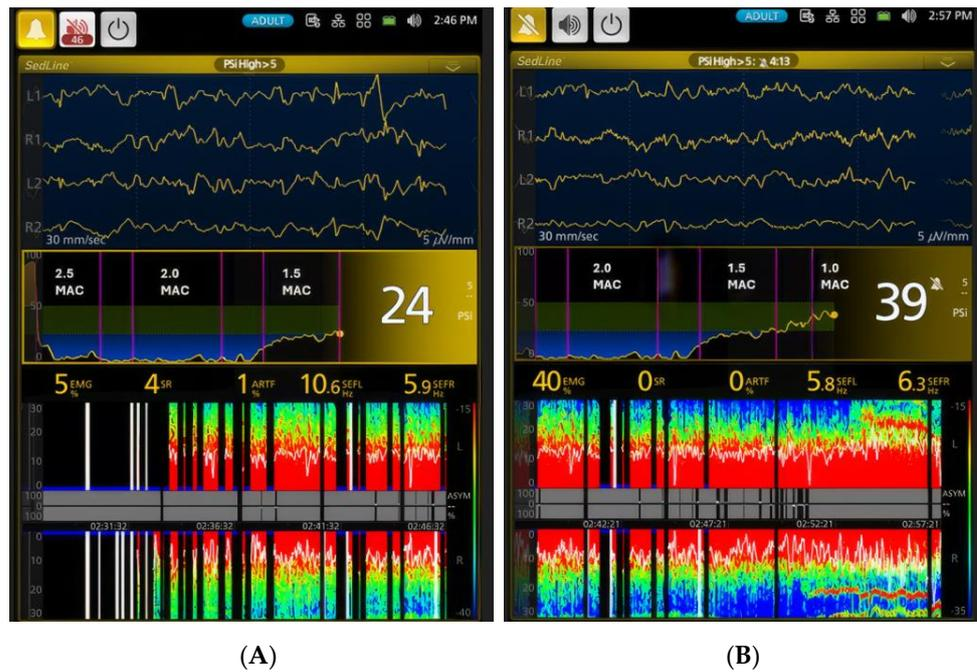 ADULT 2:46 PM
46
SedLine PSi High > 5
L1
R1
L2
R2
30 mm/sec 5 µV/mm
100
50
0
2.5 MAC
2.0 MAC
1.5 MAC
24
5
--
PSi
5 EMG % 4 SR 1 ARTF % 10.6 SEFL Hz 5.9 SEFR Hz
30
20
10
0
L
-15
100
100
ASYM
--
%
02:31:32 02:36:32 02:41:32 02:46:32
0
10
20
30
R
-40
(A)
ADULT 2:57 PM
SedLine PSi High > 5: 4:13
L1
R1
L2
R2
30 mm/sec 5 µV/mm
100
50
0
2.0 MAC
1.5 MAC
1.0 MAC
39
5
--
PSi
40 EMG % 0 SR 0 ARTF % 5.8 SEFL Hz 6.3 SEFR Hz
30
20
10
0
L
-15
100
100
ASYM
--
%
02:42:21 02:47:21 02:52:21 02:57:21
0
10
20
30
R
-35
(B)